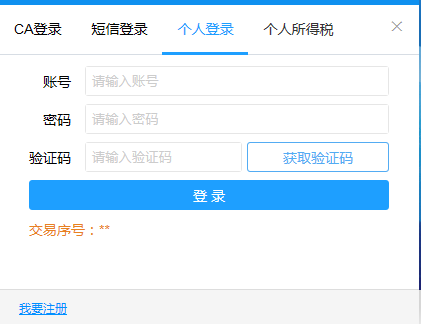 CA登录 短信登录 个人登录 个人所得税
账号 请输入账号
密码 请输入密码
验证码 请输入验证码 获取验证码
登 录
交易序号：**
我要注册